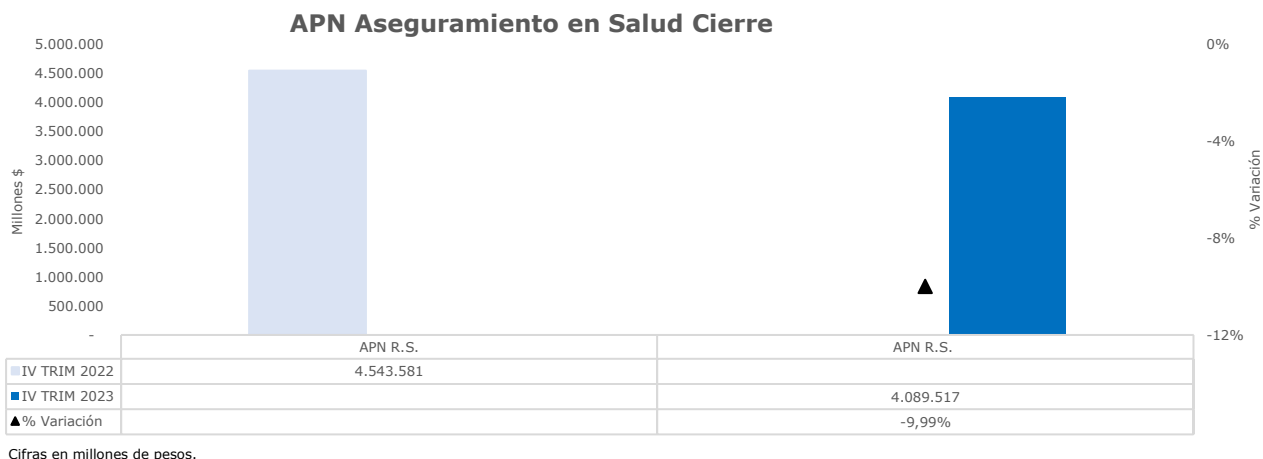 APN Aseguramiento en Salud Cierre
5.000.000
4.500.000
4.000.000
3.500.000
3.000.000
2.500.000
2.000.000
1.500.000
1.000.000
500.000
-
Millones $
0%
-4%
-8%
-12%
% Variación
APN R.S. APN R.S.
IV TRIM 2022 4.543.581
IV TRIM 2023 4.089.517
% Variación -9,99%
Cifras en millones de pesos.